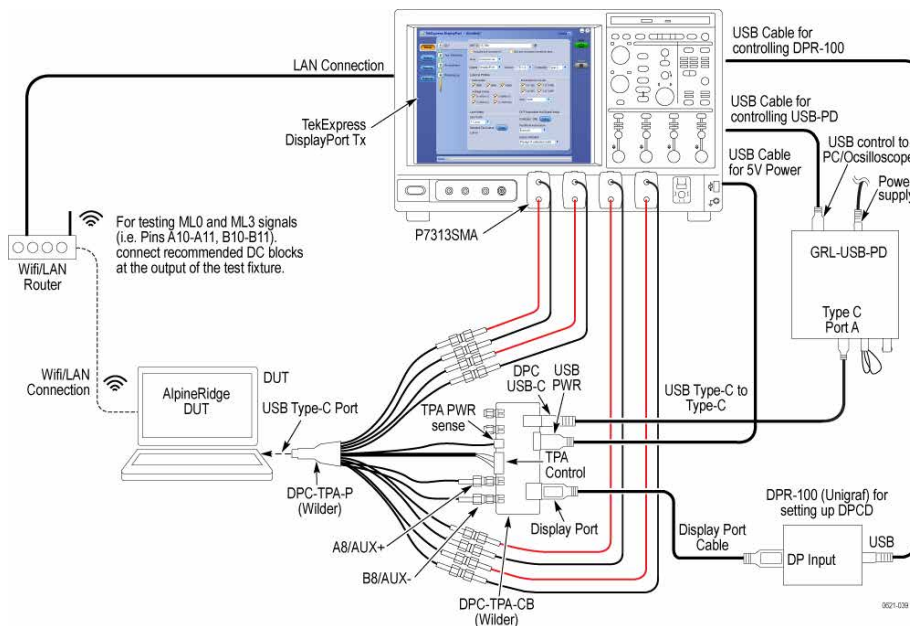 USB Cable for
controlling DPR-100
LAN Connection
TekExpress
DisplayPort Tx
USB Cable for
controlling USB-PD
USB Cable
for 5V Power
USB control to
PC/Ocsilloscope
Power
supply
P7313SMA
For testing ML0 and ML3 signals
(i.e. Pins A10-A11, B10-B11).
connect recommended DC blocks
at the output of the test fixture.
Wifi/LAN
Router
GRL-USB-PD
Type C
Port A
Wifi/LAN
Connection
AlpineRidge
DUT
DUT
USB Type-C Port
DPC
USB-C
USB
PWR
USB Type-C to
Type-C
TPA PWR
sense
TPA
Control
DPC-TPA-P
(Wilder)
Display Port
A8/AUX+
B8/AUX-
DPC-TPA-CB
(Wilder)
Display Port
Cable
DPR-100 (Unigraf) for
setting up DPCD
DP Input
USB
0621-039